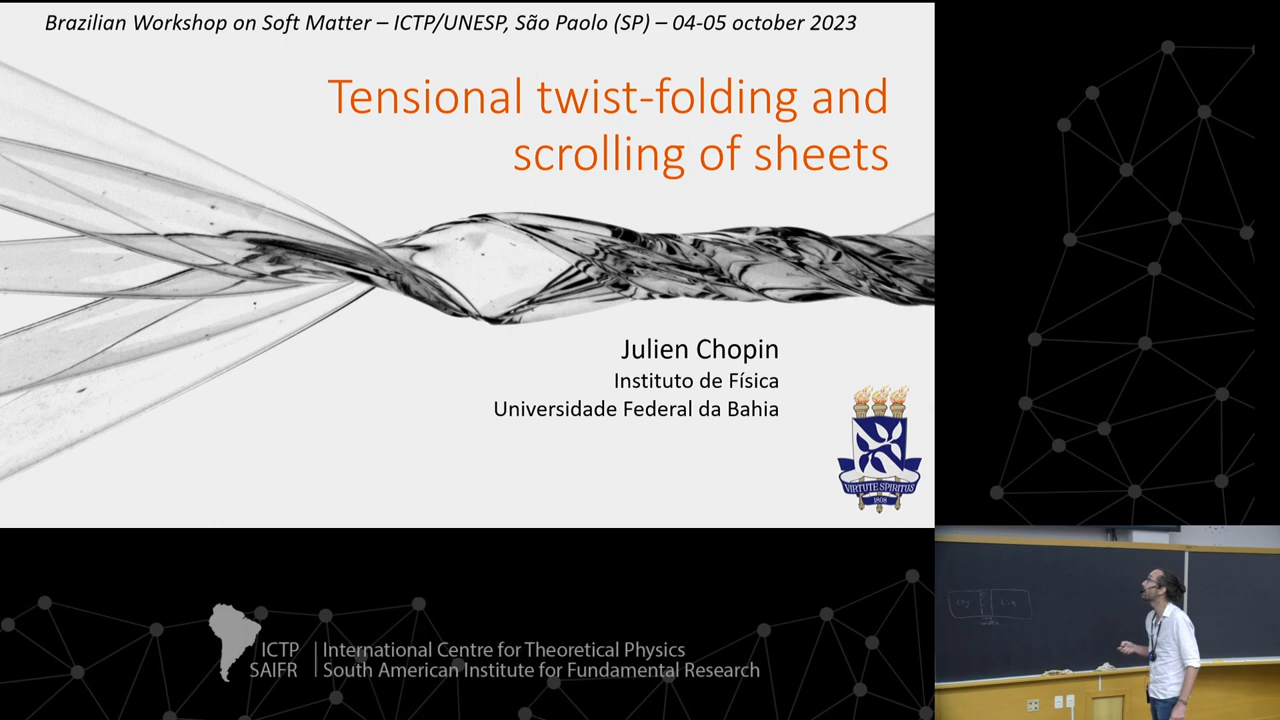 Brazilian Workshop on Soft Matter – ICTP/UNESP, São Paolo (SP) – 04-05 october 2023
Tensional twist-folding and
scrolling of sheets
Julien Chopin
Instituto de Física
Universidade Federal da Bahia
VIRTUTE SPIRITUS
1808
ICTP
SAIFR
International Centre for Theoretical Physics
South American Institute for Fundamental Research